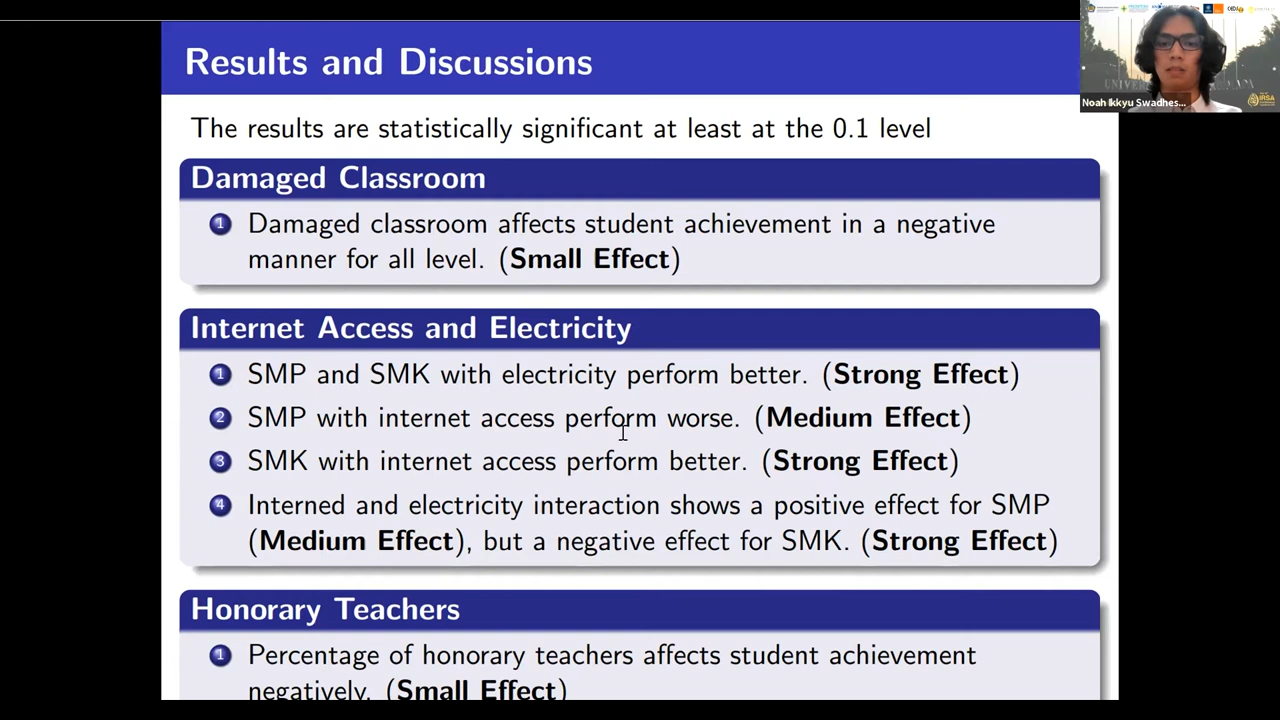 Results and Discussions
Noah Ikkyu Swadhes...
The results are statistically significant at least at the 0.1 level
Damaged Classroom
1 Damaged classroom affects student achievement in a negative
manner for all level. (Small Effect)
Internet Access and Electricity
1 SMP and SMK with electricity perform better. (Strong Effect)
2 SMP with internet access perform worse. (Medium Effect)
3 SMK with internet access perform better. (Strong Effect)
4 Interned and electricity interaction shows a positive effect for SMP
(Medium Effect), but a negative effect for SMK. (Strong Effect)
Honorary Teachers
1 Percentage of honorary teachers affects student achievement
negatively. (Small Effect)